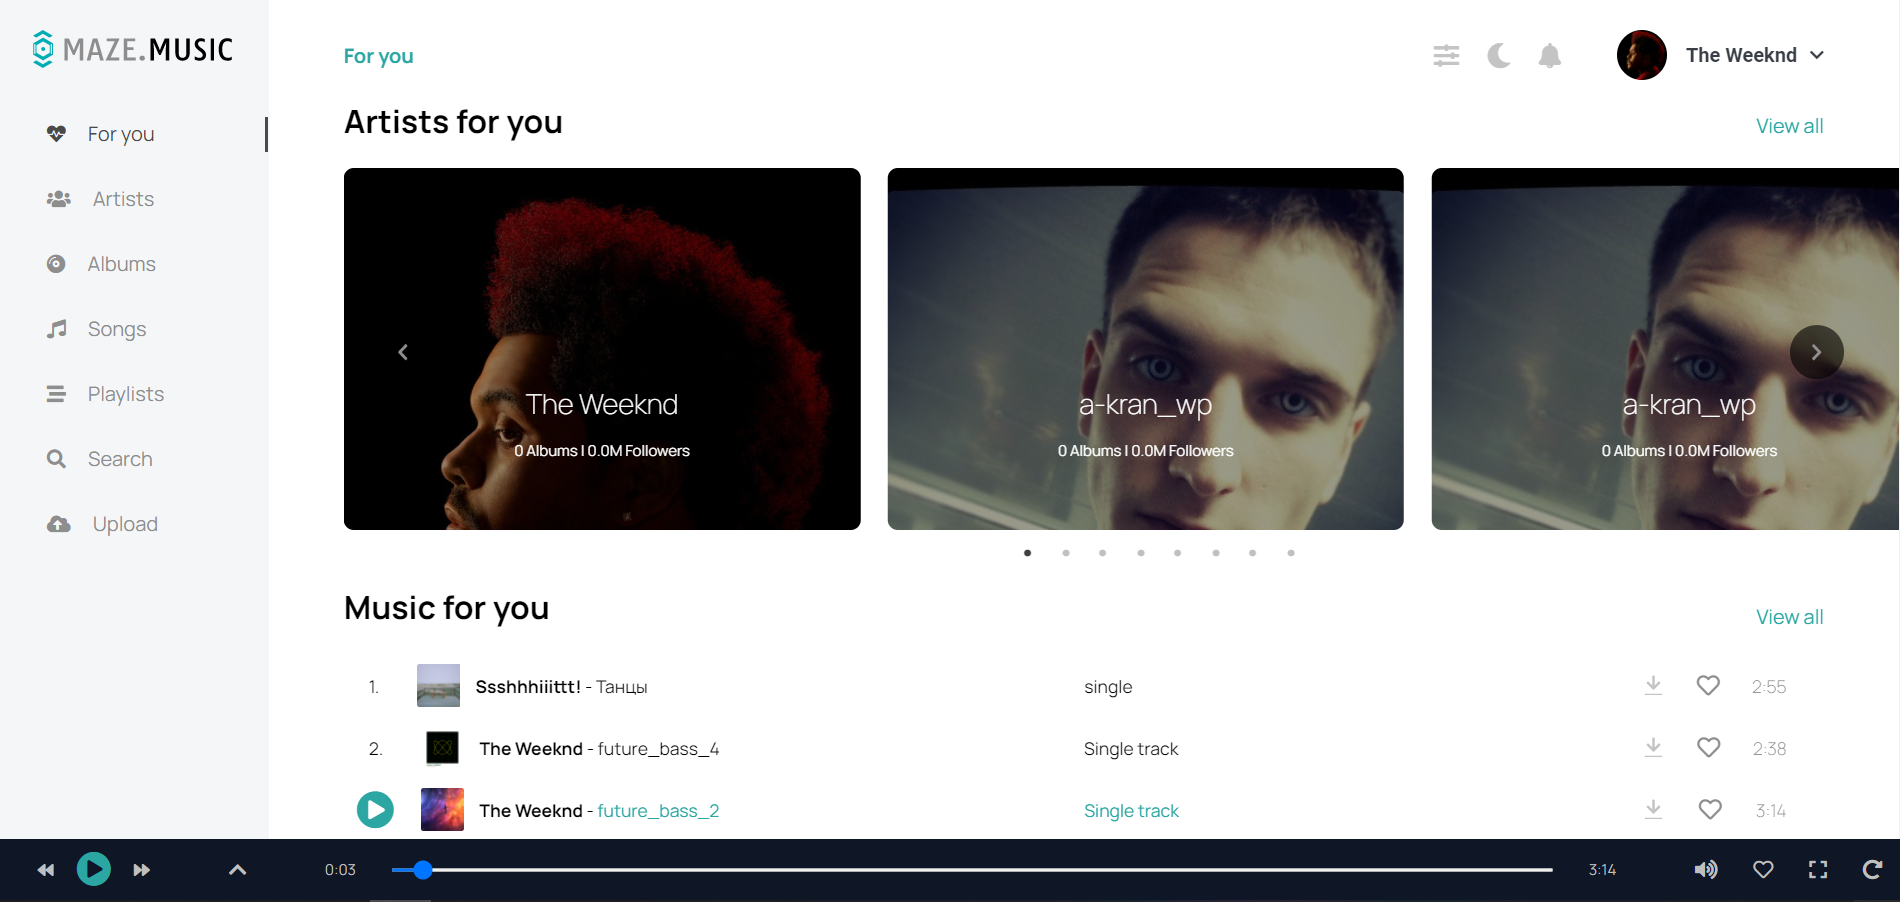 MAZE.MUSIC
For you
Artists
Albums
Songs
Playlists
Search
Upload
For you
The Weeknd
Artists for you
View all
The Weeknd
0 Albums | 0.0M Followers
a-kran_wp
0 Albums | 0.0M Followers
a-kran_wp
0 Albums | 0.0M Followers
Music for you
View all
1. Ssshhhiiittt! - Танцы single 2:55
2. The Weeknd - future_bass_4 Single track 2:38
The Weeknd - future_bass_2 Single track 3:14
0:03 3:14